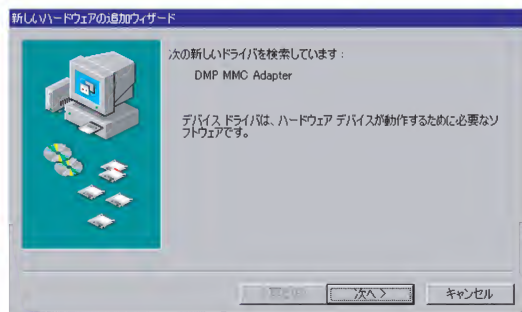 新しいハードウェアの追加ウィザード
次の新しいドライバを検索しています：
DMP MMC Adapter
デバイス ドライバは、ハードウェア デバイスが動作するために必要なソ
フトウェアです。
次へ >
キャンセル